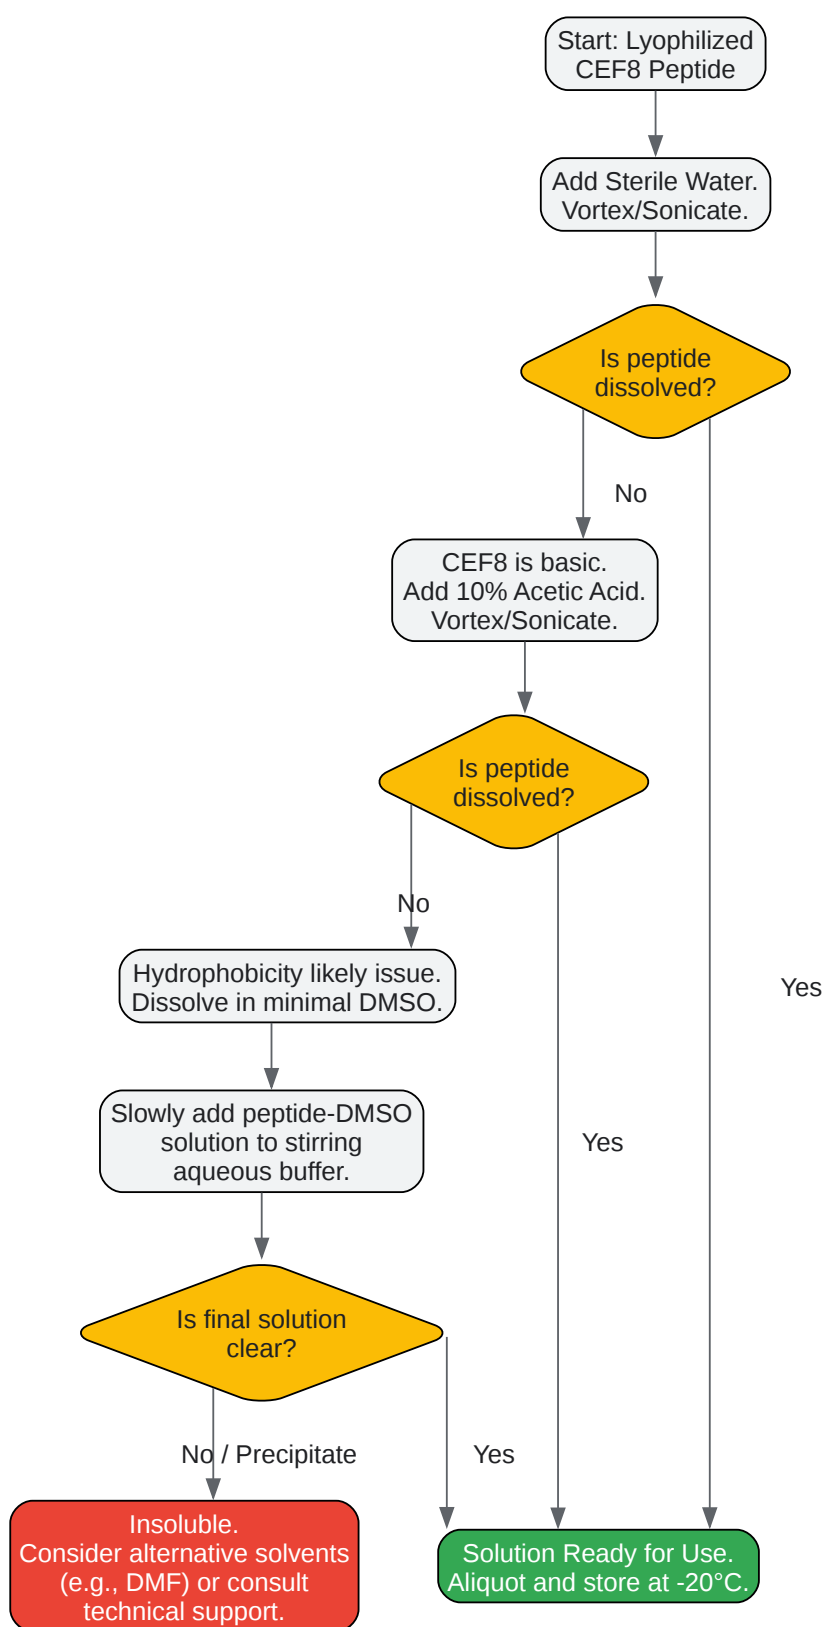 Start: Lyophilized
CEF8 Peptide
Add Sterile Water.
Vortex/Sonicate.
Is peptide
dissolved?
No
CEF8 is basic.
Add 10% Acetic Acid.
Vortex/Sonicate.
Is peptide
dissolved?
No
Hydrophobicity likely issue.
Dissolve in minimal DMSO.
Yes
Slowly add peptide-DMSO
solution to stirring
aqueous buffer.
Yes
Is final solution
clear?
No / Precipitate
Yes
Insoluble.
Consider alternative solvents
(e.g., DMF) or consult
technical support.
Solution Ready for Use.
Aliquot and store at -20°C.